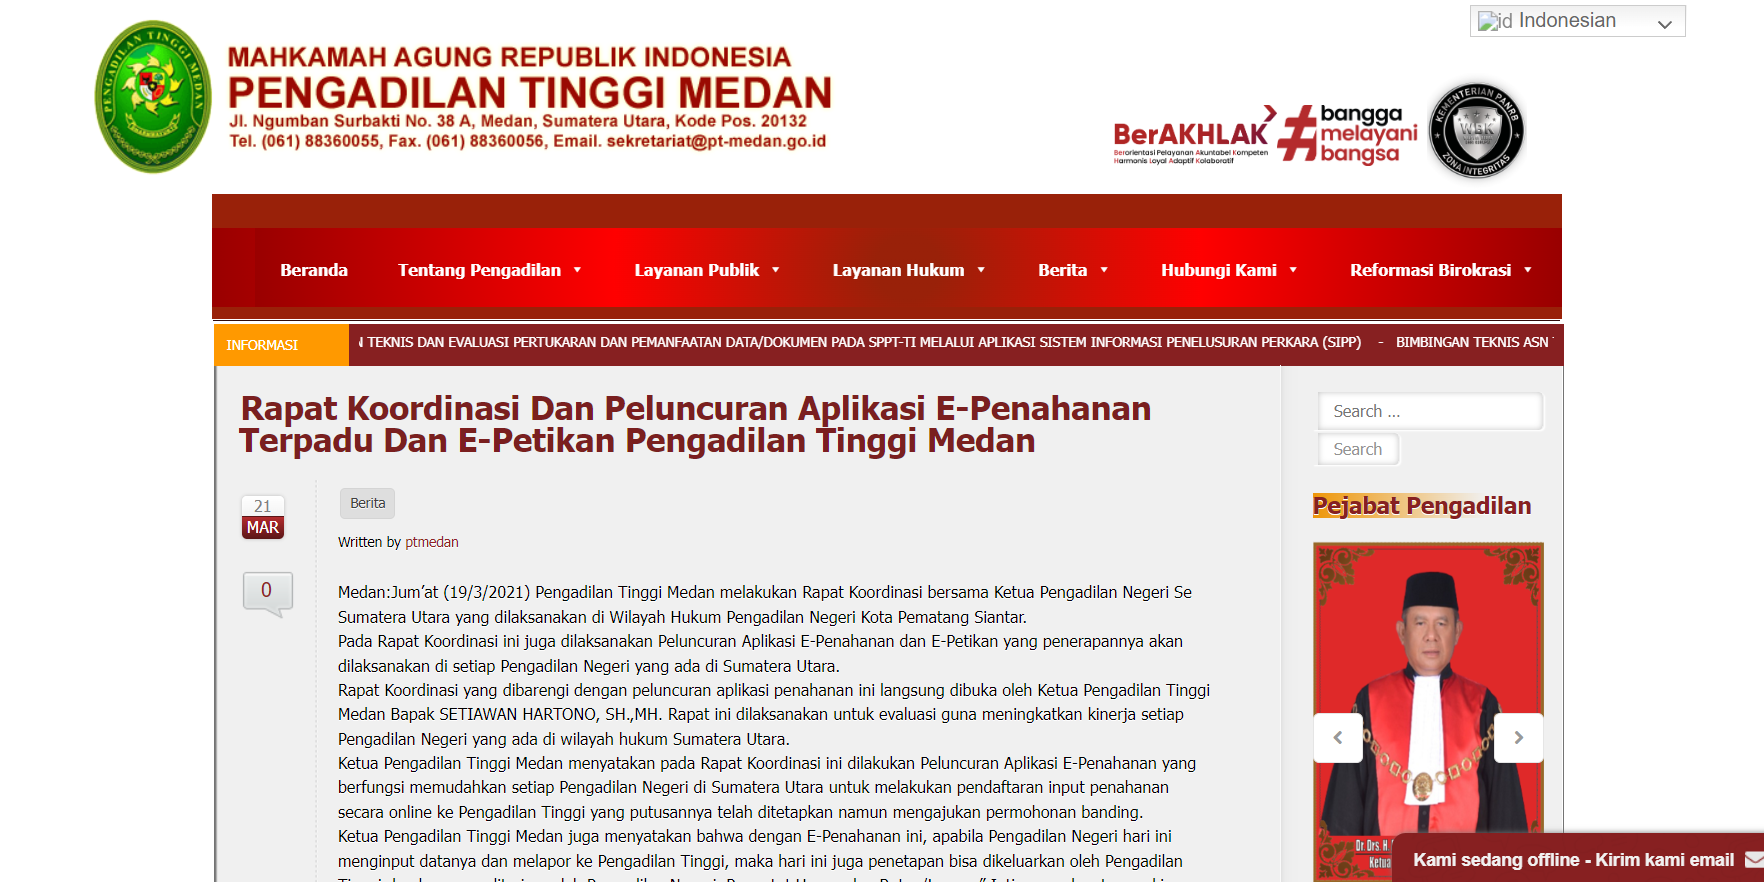 Indonesian
PENGADILAN TINGGI MEDAN
MAHKAMAH AGUNG REPUBLIK INDONESIA
PENGADILAN TINGGI MEDAN
Jl. Ngumban Surbakti No. 38 A, Medan, Sumatera Utara, Kode Pos. 20132
Tel. (061) 88360055, Fax. (061) 88360056, Email. sekretariat@pt-medan.go.id
BerAKHLAK
Berorientasi Pelayanan Akuntabel Kompeten
Harmonis Loyal Adaptif Kolaboratif
#bangga
melayani
bangsa
KEMENTERIAN PANRB
WBK
ZONA INTEGRITAS
Beranda Tentang Pengadilan Layanan Publik Layanan Hukum Berita Hubungi Kami Reformasi Birokrasi
INFORMASI TEKNIS DAN EVALUASI PERTUKARAN DAN PEMANFAATAN DATA/DOKUMEN PADA SPPT-TI MELALUI APLIKASI SISTEM INFORMASI PENELUSURAN PERKARA (SIPP) - BIMBINGAN TEKNIS ASN
Rapat Koordinasi Dan Peluncuran Aplikasi E-Penahanan
Terpadu Dan E-Petikan Pengadilan Tinggi Medan
21
MAR
0
Berita
Written by ptmedan
Medan:Jum’at (19/3/2021) Pengadilan Tinggi Medan melakukan Rapat Koordinasi bersama Ketua Pengadilan Negeri Se
Sumatera Utara yang dilaksanakan di Wilayah Hukum Pengadilan Negeri Kota Pematang Siantar.
Pada Rapat Koordinasi ini juga dilaksanakan Peluncuran Aplikasi E-Penahanan dan E-Petikan yang penerapannya akan
dilaksanakan di setiap Pengadilan Negeri yang ada di Sumatera Utara.
Rapat Koordinasi yang dibarengi dengan peluncuran aplikasi penahanan ini langsung dibuka oleh Ketua Pengadilan Tinggi
Medan Bapak SETIAWAN HARTONO, SH.,MH. Rapat ini dilaksanakan untuk evaluasi guna meningkatkan kinerja setiap
Pengadilan Negeri yang ada di wilayah hukum Sumatera Utara.
Ketua Pengadilan Tinggi Medan menyatakan pada Rapat Koordinasi ini dilakukan Peluncuran Aplikasi E-Penahanan yang
berfungsi memudahkan setiap Pengadilan Negeri di Sumatera Utara untuk melakukan pendaftaran input penahanan
secara online ke Pengadilan Tinggi yang putusannya telah ditetapkan namun mengajukan permohonan banding.
Ketua Pengadilan Tinggi Medan juga menyatakan bahwa dengan E-Penahanan ini, apabila Pengadilan Negeri hari ini
menginput datanya dan melapor ke Pengadilan Tinggi, maka hari ini juga penetapan bisa dikeluarkan oleh Pengadilan
Search ...
Search
Pejabat Pengadilan
Dr. Drs. H.
Ketua
Kami sedang offline - Kirim kami email